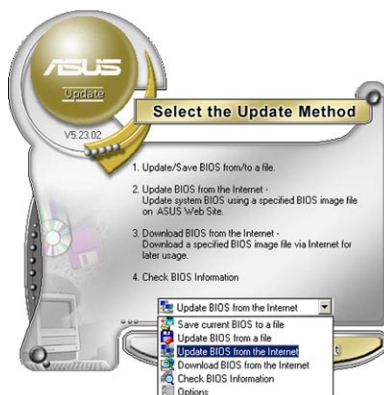 ASUS
Update
V5.23.02
Select the Update Method
1. Update/Save BIOS from/to a file.
2. Update BIOS from the Internet -
Update system BIOS using a specified BIOS image file
on ASUS Web Site.
3. Download BIOS from the Internet -
Download a specified BIOS image file via Internet for
later usage.
4. Check BIOS Information
Update BIOS from the Internet
Save current BIOS to a file
Update BIOS from a file
Update BIOS from the Internet
Download BIOS from the Internet
Check BIOS Information
Options